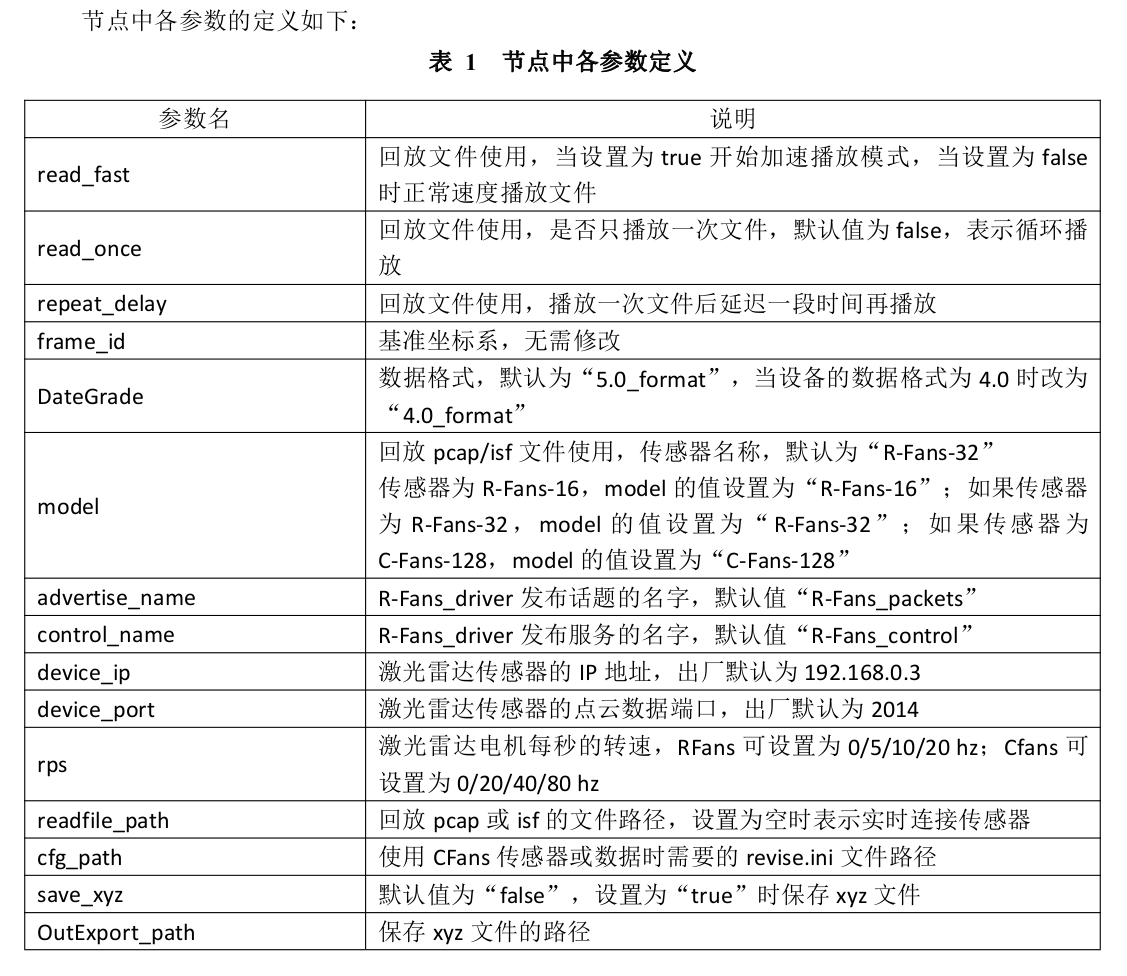 节点中各参数的定义如下：
表 1 节点中各参数定义
参数名
说明
read_fast
回放文件使用，当设置为 true 开始加速播放模式，当设置为 false
时正常速度播放文件
read_once
回放文件使用，是否只播放一次文件，默认值为 false，表示循环播
放
repeat_delay
回放文件使用，播放一次文件后延迟一段时间再播放
frame_id
基准坐标系，无需修改
DateGrade
数据格式，默认为“5.0_format”，当设备的数据格式为 4.0 时改为
“4.0_format”
model
回放 pcap/isf 文件使用，传感器名称，默认为“R-Fans-32”
传感器为 R-Fans-16，model 的值设置为“R-Fans-16”；如果传感器
为 R-Fans-32，model 的值设置为“R-Fans-32”；如果传感器为
C-Fans-128，model 的值设置为“C-Fans-128”
advertise_name
R-Fans_driver 发布话题的名字，默认值“R-Fans_packets”
control_name
R-Fans_driver 发布服务的名字，默认值“R-Fans_control”
device_ip
激光雷达传感器的 IP 地址，出厂默认为 192.168.0.3
device_port
激光雷达传感器的点云数据端口，出厂默认为 2014
rps
激光雷达电机每秒的转速，RFans 可设置为 0/5/10/20 hz；Cfans 可
设置为 0/20/40/80 hz
readfile_path
回放 pcap 或 isf 的文件路径，设置为空时表示实时连接传感器
cfg_path
使用 CFans 传感器或数据时需要的 revise.ini 文件路径
save_xyz
默认值为“false”，设置为“true”时保存 xyz 文件
OutExport_path
保存 xyz 文件的路径